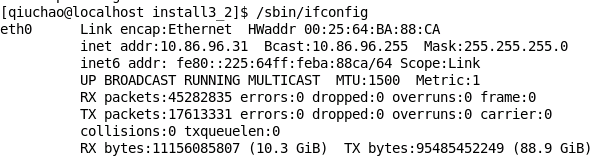 [qiuchao@localhost install3_2]$ /sbin/ifconfig
eth0 Link encap:Ethernet HWaddr 00:25:64:BA:88:CA
inet addr:10.86.96.31 Bcast:10.86.96.255 Mask:255.255.255.0
inet6 addr: fe80::225:64ff:feba:88ca/64 Scope:Link
UP BROADCAST RUNNING MULTICAST MTU:1500 Metric:1
RX packets:45282835 errors:0 dropped:0 overruns:0 frame:0
TX packets:17613331 errors:0 dropped:0 overruns:0 carrier:0
collisions:0 txqueuelen:0
RX bytes:11156085807 (10.3 GiB) TX bytes:95485452249 (88.9 GiB)